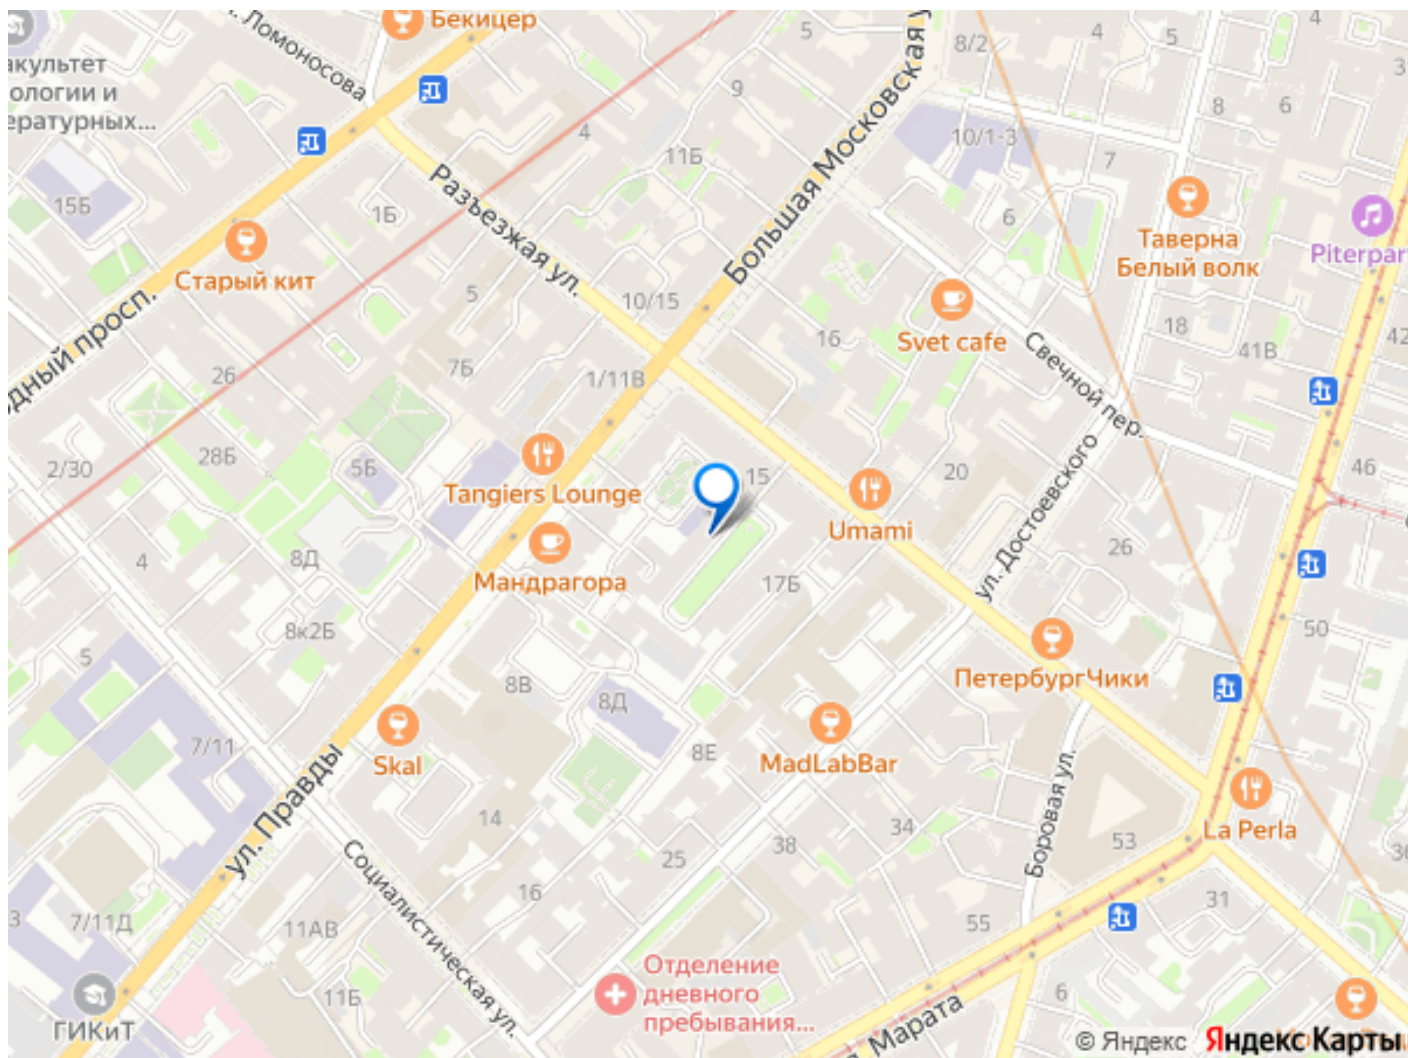 Бекицер
Ломоносова
культет
ологии и
ературных...
15Б
1Б
4
11Б
9
5
8/2
4
5
4
3
8
6
10/1-3
7
6
Большая Московская
Разъезжая ул.
Старый кит
Таверна
Белый волк
Piterpar
5
10/15
16
Svet cafe
18
41В
42
Свечной пер.
дный просп.
26
7Б
1/11В
2/30
28Б
5Б
Tangiers Lounge
15
Umami
20
ул. Достоевского
46
26
4
8Д
Мандрагора
17Б
8к2Б
5
50
ПетербургЧики
8В
8Д
7/11
Skal
8Е
MadLabBar
ул. Правды
14
34
38
25
16
Боровая ул.
53
La Perla
36
Социалистическая ул.
3
7/11Д
11АВ
55
31
11Б
ГИКиТ
Отделение
дневного
пребывания...
6
Марата
© Яндекс Яндекс Карты